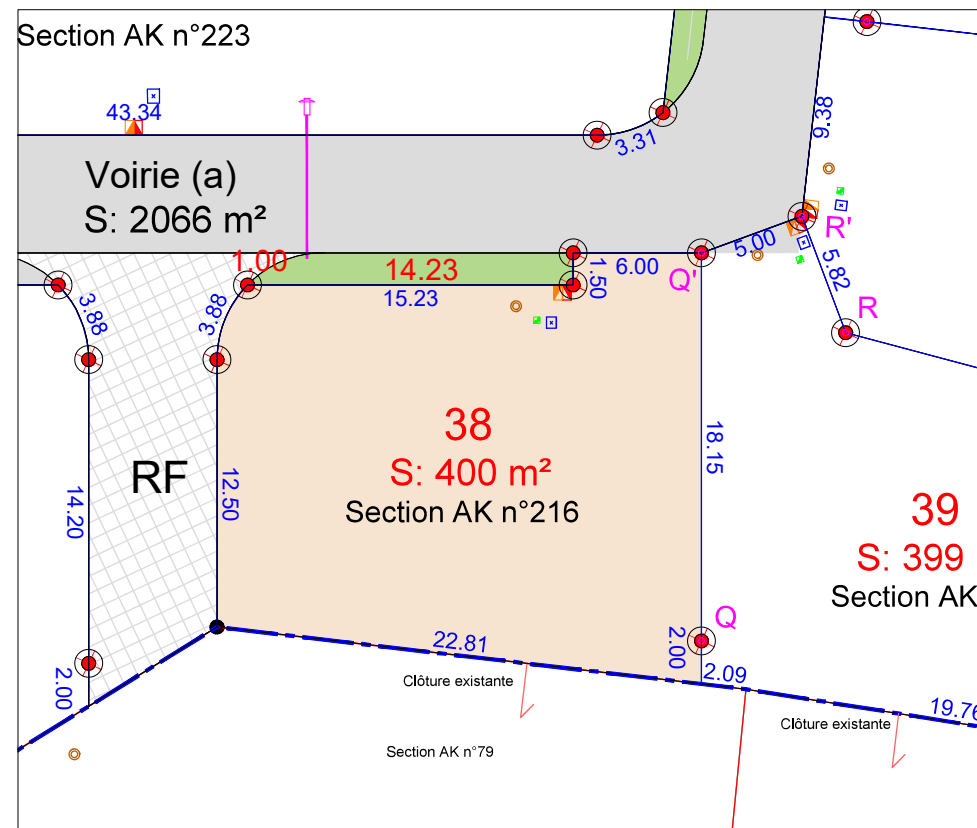 Section AK n°223
43.34
3.31
9.38
Voirie (a)
S: 2066 m²
R'
1.00
14.23
1.50
6.00
5.00
Q'
5.82
15.23
3.88
3.88
R
38
S: 400 m²
Section AK n°216
18.15
RF
12.50
14.20
39
S: 399
Section AK
Q
22.81
2.00
2.09
2.00
Clôture existante
19.76
Clôture existante
Section AK n°79